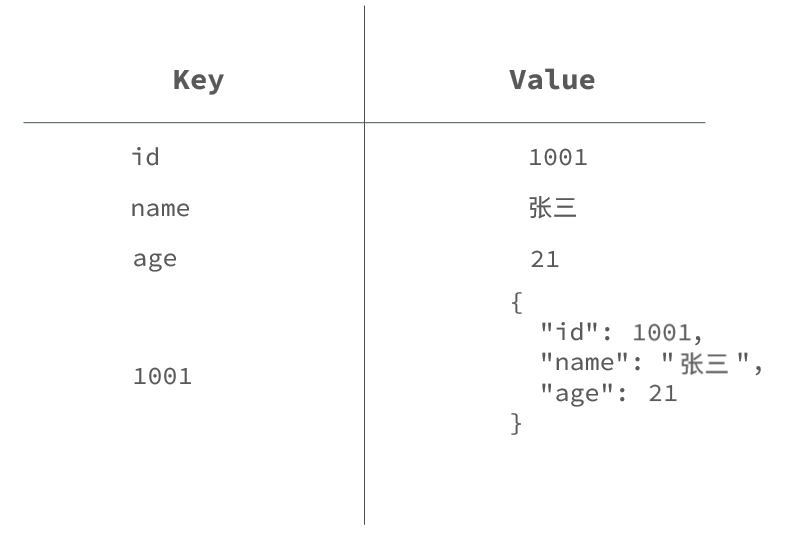 Key Value
id 1001
name 张三
age 21
{
"id": 1001,
"name": "张三",
1001
"age": 21
}